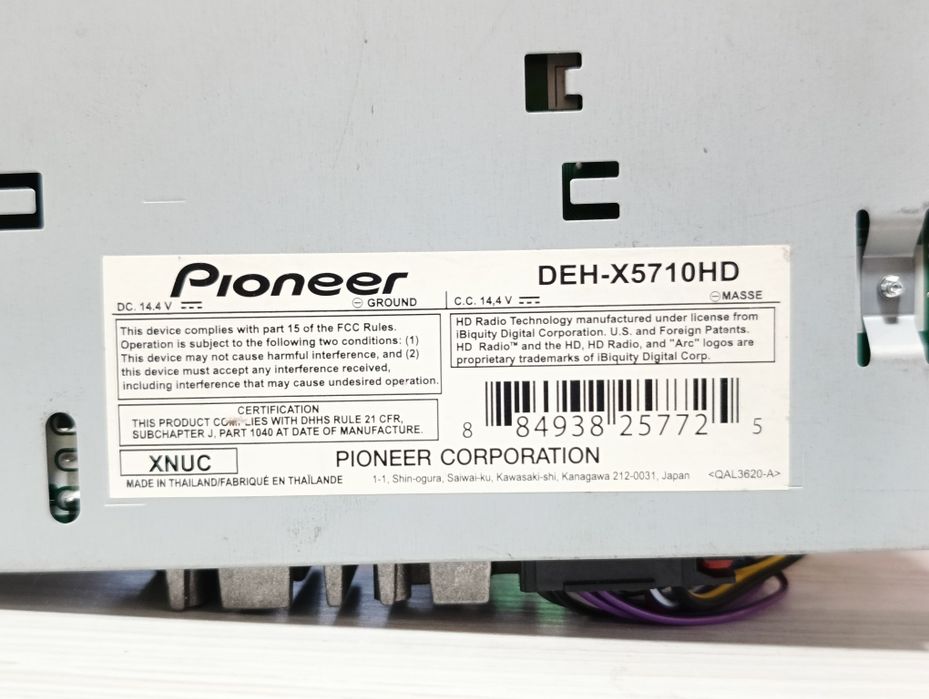 Pioneer
DEH-X5710HD
DC. 14.4 V
⊖ GROUND
C.C. 14,4 V
⊖MASSE
This device complies with part 15 of the FCC Rules.
Operation is subject to the following two conditions: (1)
This device may not cause harmful interference, and (2)
this device must accept any interference received,
including interference that may cause undesired operation.
HD Radio Technology manufactured under license from
iBiquity Digital Corporation. U.S. and Foreign Patents.
HD Radio™ and the HD, HD Radio, and "Arc" logos are
proprietary trademarks of iBiquity Digital Corp.
CERTIFICATION
THIS PRODUCT COMPLIES WITH DHHS RULE 21 CFR,
SUBCHAPTER J, PART 1040 AT DATE OF MANUFACTURE.
8 84938 25772 5
XNUC
PIONEER CORPORATION
MADE IN THAILAND/FABRIQUÉ EN THAÏLANDE
1-1, Shin-ogura, Saiwai-ku, Kawasaki-shi, Kanagawa 212-0031, Japan
<QAL3620-A>